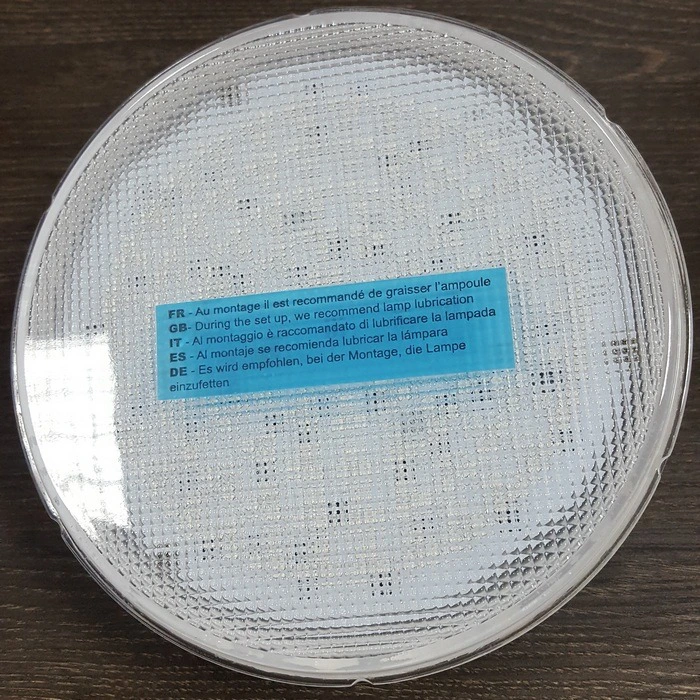 FR - Au montage il est recommandé de graisser l'ampoule
GB- During the set up, we recommend lamp lubrication
IT - Al montaggio è raccomandato di lubrificare la lampada
ES - Al montaje se recomienda lubricar la lámpara
DE - Es wird empfohlen, bei der Montage, die Lampe
einzufetten